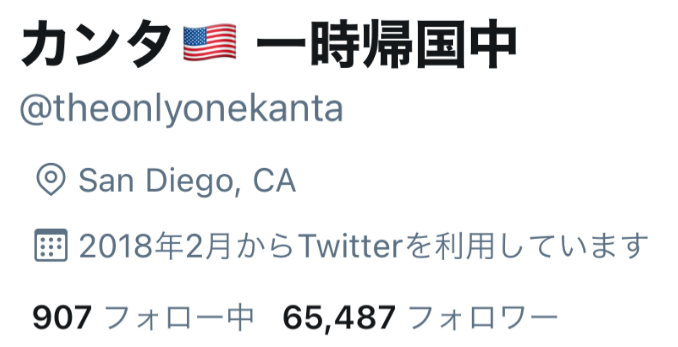 カンタ🇺🇸 一時帰国中
@theonlyonekanta
San Diego, CA
2018年2月からTwitterを利用しています
907 フォロー中 65,487 フォロワー